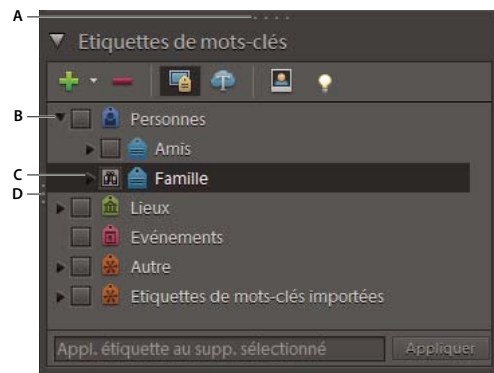 A
Etiquettes de mots-clés
B
Personnes
Amis
C
Famille
D
Lieux
Evénements
Autre
Etiquettes de mots-clés importées
Appl. étiquette au supp. sélectionné
Appliquer